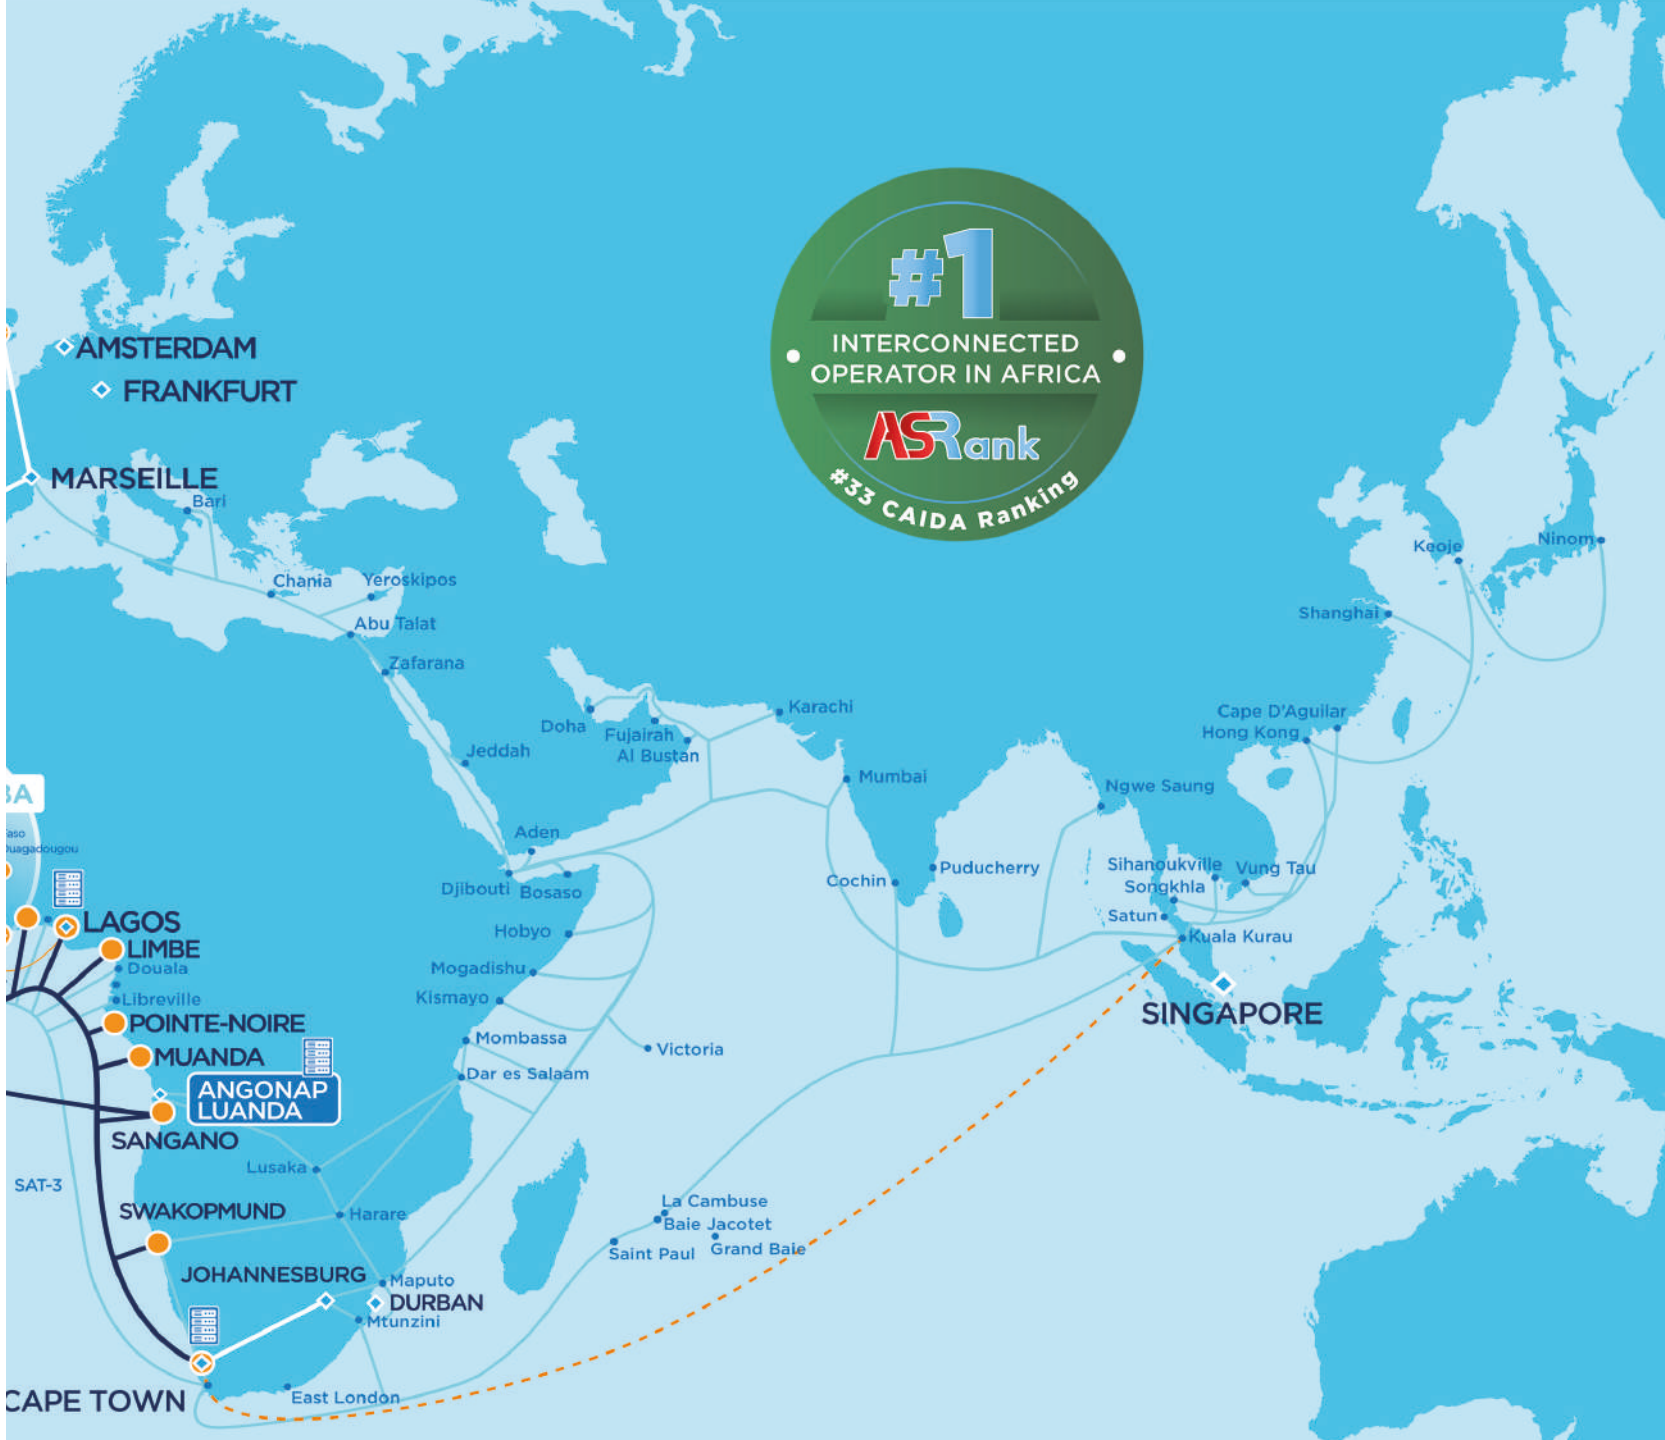 #1
INTERCONNECTED
OPERATOR IN AFRICA
ASRank
#33 CAIDA Ranking
AMSTERDAM
FRANKFURT
MARSEILLE
Bari
Chania
Yeroskipos
Abu Talat
Zafarana
Keoje
Ninom
Shanghai
Doha
Fujairah
Al Bustan
Karachi
Jeddah
Mumbai
Cape D'Aguilar
Hong Kong
Ngwe Saung
Aden
Djibouti
Bosaso
Cochin
Puducherry
Sihanoukville
Songkhla
Vung Tau
Satun
Kuala Kurau
SINGAPORE
Hobyo
Mogadishu
Kismayo
Mombassa
Dar es Salaam
Victoria
BA
aso
Ouagadougou
LAGOS
LIMBE
Douala
Libreville
POINTE-NOIRE
MUANDA
ANGONAP
LUANDA
SANGANO
SAT-3
Lusaka
SWAKOPMUND
Harare
La Cambuse
Baie Jacotet
Saint Paul
Grand Baie
JOHANNESBURG
Maputo
DURBAN
Mtunzini
CAPE TOWN
East London